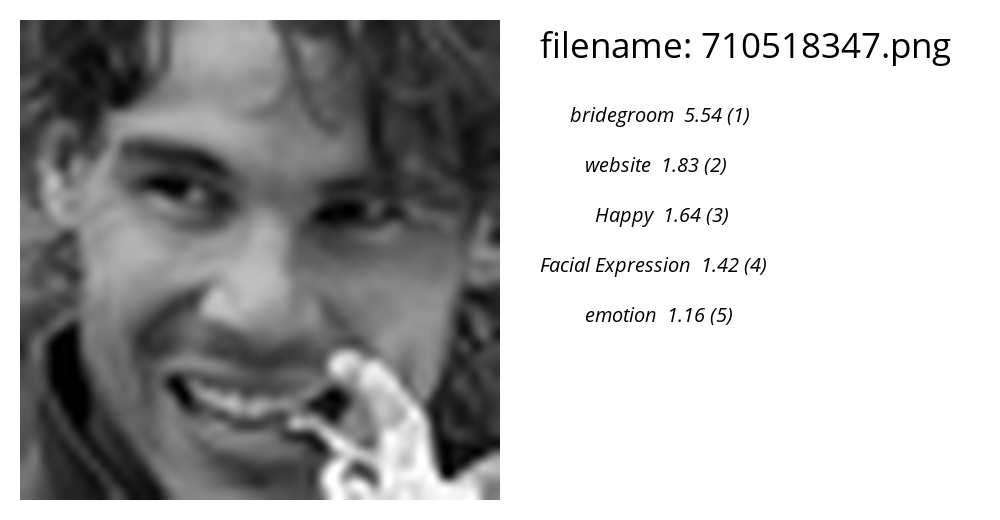 filename: 710518347.png
bridegroom 5.54 (1)
website 1.83 (2)
Happy 1.64 (3)
Facial Expression 1.42 (4)
emotion 1.16 (5)